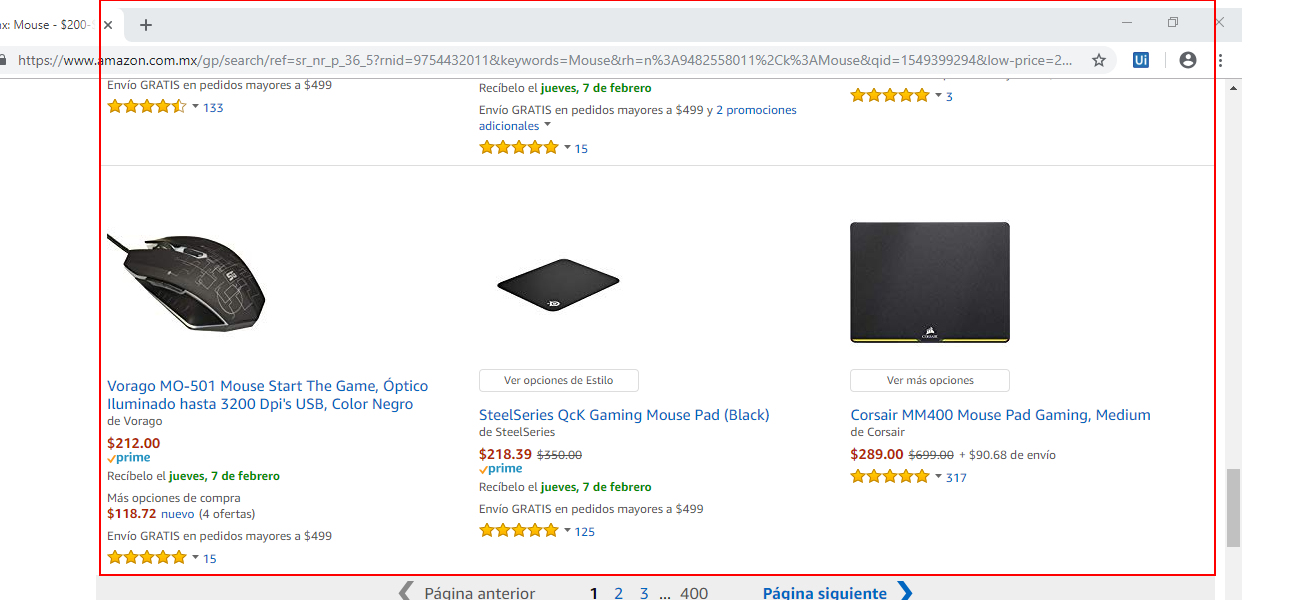 x: Mouse - $200-
https://www.amazon.com.mx/gp/search/ref=sr_nr_p_36_5?rnid=9754432011&keywords=Mouse&rh=n%3A9482558011%2Ck%3AMouse&qid=1549399294&low-price=2...
Ui
Envío GRATIS en pedidos mayores a $499
133
Recíbelo el jueves, 7 de febrero
Envío GRATIS en pedidos mayores a $499 y 2 promociones
adicionales
15
3
Vorago MO-501 Mouse Start The Game, Óptico
Iluminado hasta 3200 Dpi's USB, Color Negro
de Vorago
$212.00
prime
Recíbelo el jueves, 7 de febrero
Más opciones de compra
$118.72 nuevo (4 ofertas)
Envío GRATIS en pedidos mayores a $499
15
Ver opciones de Estilo
SteelSeries QcK Gaming Mouse Pad (Black)
de SteelSeries
$218.39 $350.00
prime
Recíbelo el jueves, 7 de febrero
Envío GRATIS en pedidos mayores a $499
125
CORSAIR
Ver más opciones
Corsair MM400 Mouse Pad Gaming, Medium
de Corsair
$289.00 $699.00 + $90.68 de envío
317
Página anterior 1 2 3 ... 400 Página siguiente